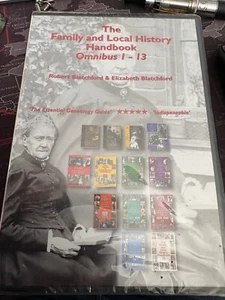 The
Family and Local History
Handbook
Omnibus 1 - 13
Robert Blatchford & Elizabeth Blatchford
'The Essential Genealogy Guide' ★★★★★ 'Indispensable'